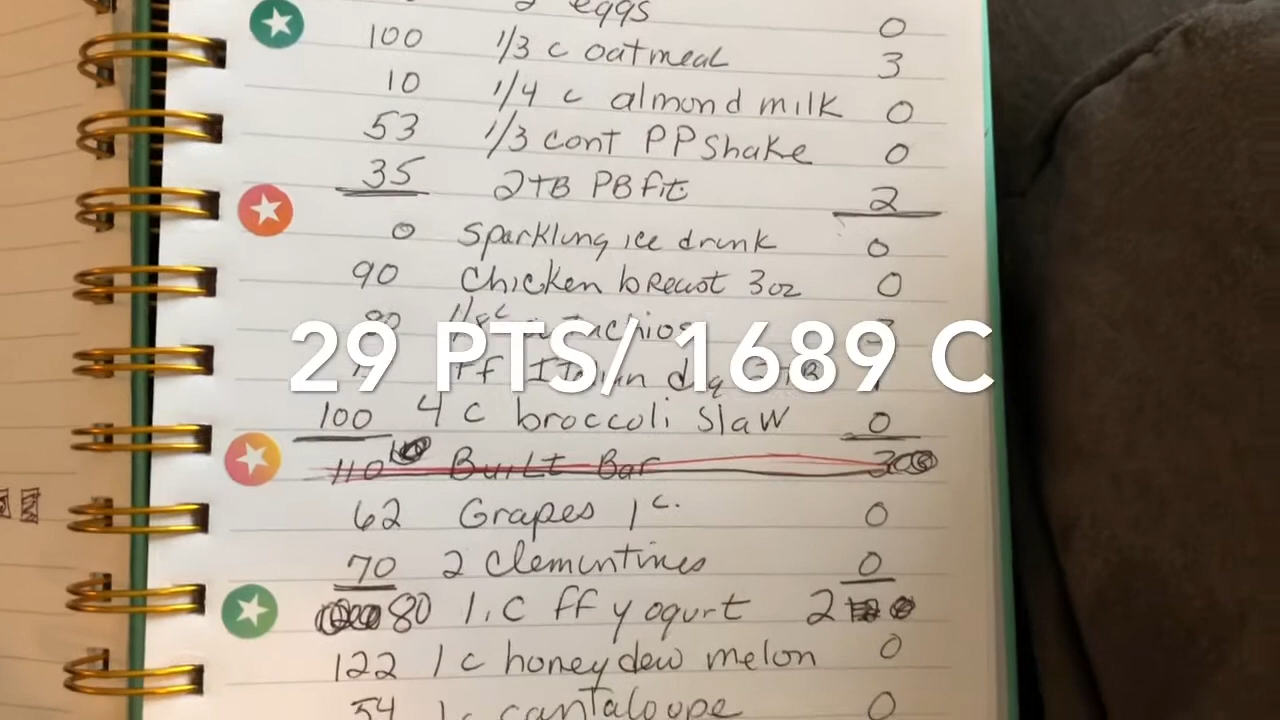 eggs 0
100 1/3 c oatmeal 3
10 1/4 c almond milk 0
53 1/3 cont PP Shake 0
35 2TB PB fit 2
0 Sparkling ice drink 0
90 Chicken breast 3oz 0
29 PTS/ 1689 C
100 4 c broccoli Slaw 0
110 Built Bar
62 Grapes 1 c. 0
70 2 Clementines 0
80 1 c ff yogurt 2
122 1 c honeydew melon 0
54 1 c cantaloupe 0